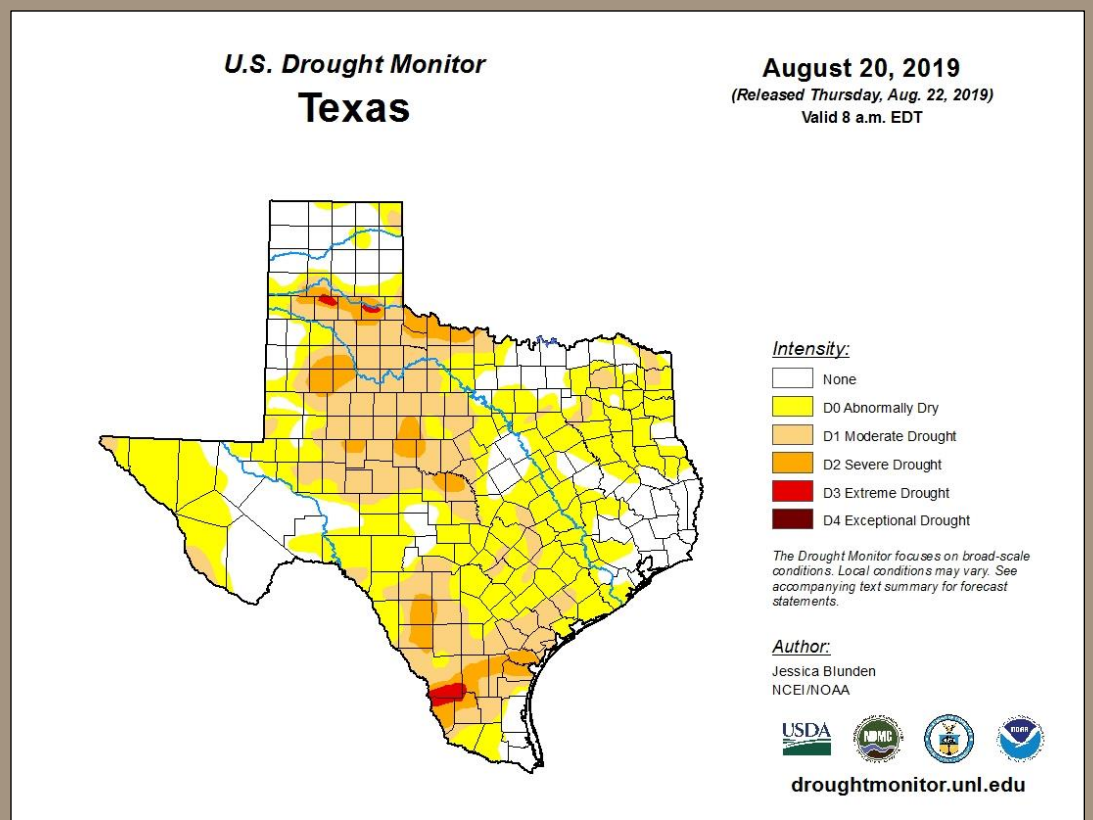 U.S. Drought Monitor
Texas
August 20, 2019
(Released Thursday, Aug. 22, 2019)
Valid 8 a.m. EDT
Intensity:
None
D0 Abnormally Dry
D1 Moderate Drought
D2 Severe Drought
D3 Extreme Drought
D4 Exceptional Drought
The Drought Monitor focuses on broad-scale
conditions. Local conditions may vary. See
accompanying text summary for forecast
statements.
Author:
Jessica Blunden
NCEI/NOAA
USDA
NDMC
NOAA
droughtmonitor.unl.edu